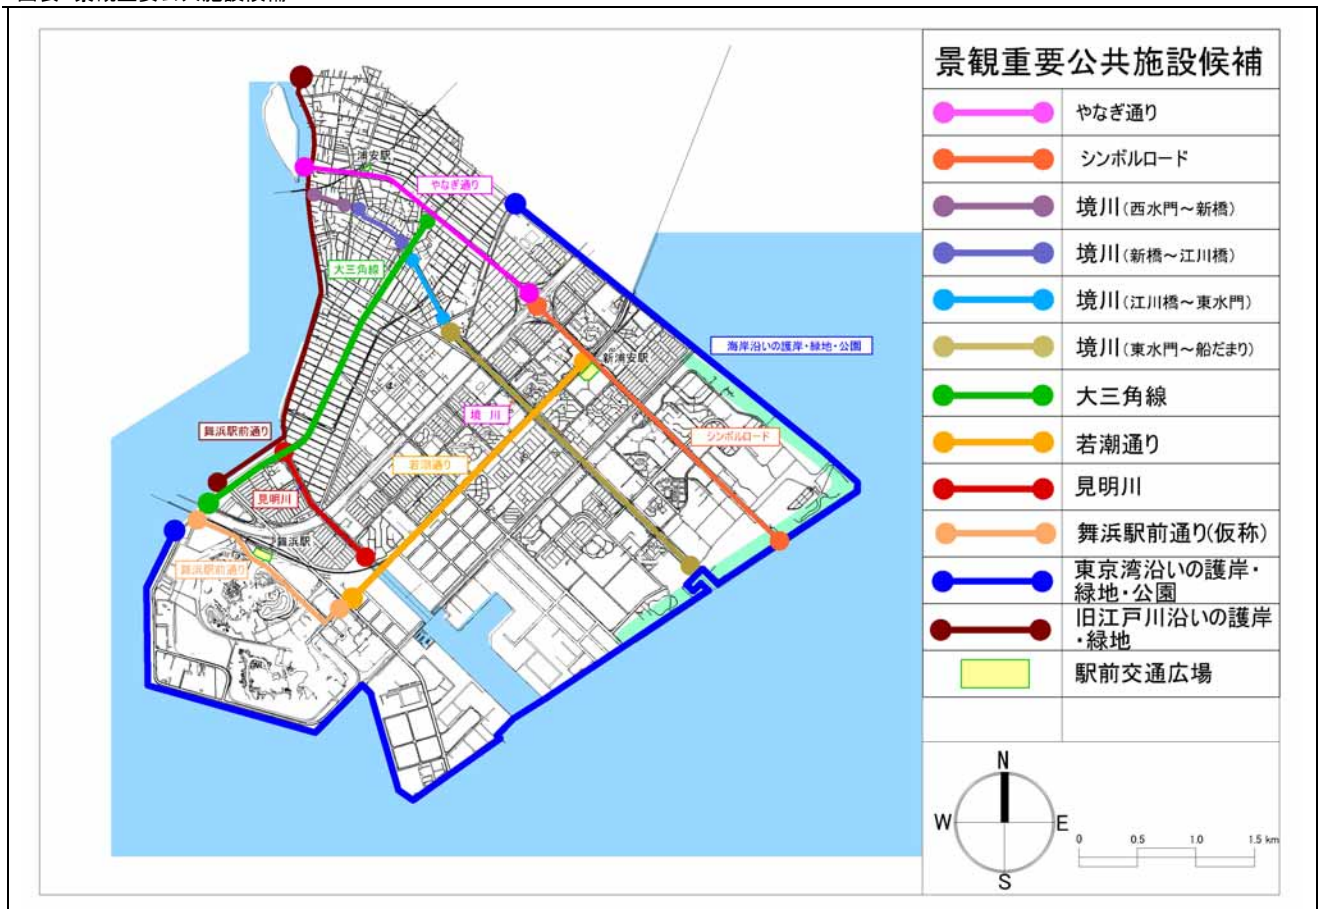 景観重要公共施設候補
やなぎ通り
シンボルロード
境川(西水門～新橋)
境川(新橋～江川橋)
境川(江川橋～東水門)
境川(東水門～船だまり)
大三角線
若潮通り
見明川
舞浜駅前通り(仮称)
東京湾沿いの護岸・
緑地・公園
旧江戸川沿いの護岸
・緑地
駅前交通広場
N
W
E
S
0 0.5 1.0 1.5 km
浦安駅
やなぎ通り
大三角線
海岸沿いの護岸・緑地・公園
新浦安駅
境 川
舞浜駅前通り
シンボルロード
若潮通り
見明川
舞浜駅
舞浜駅前通り